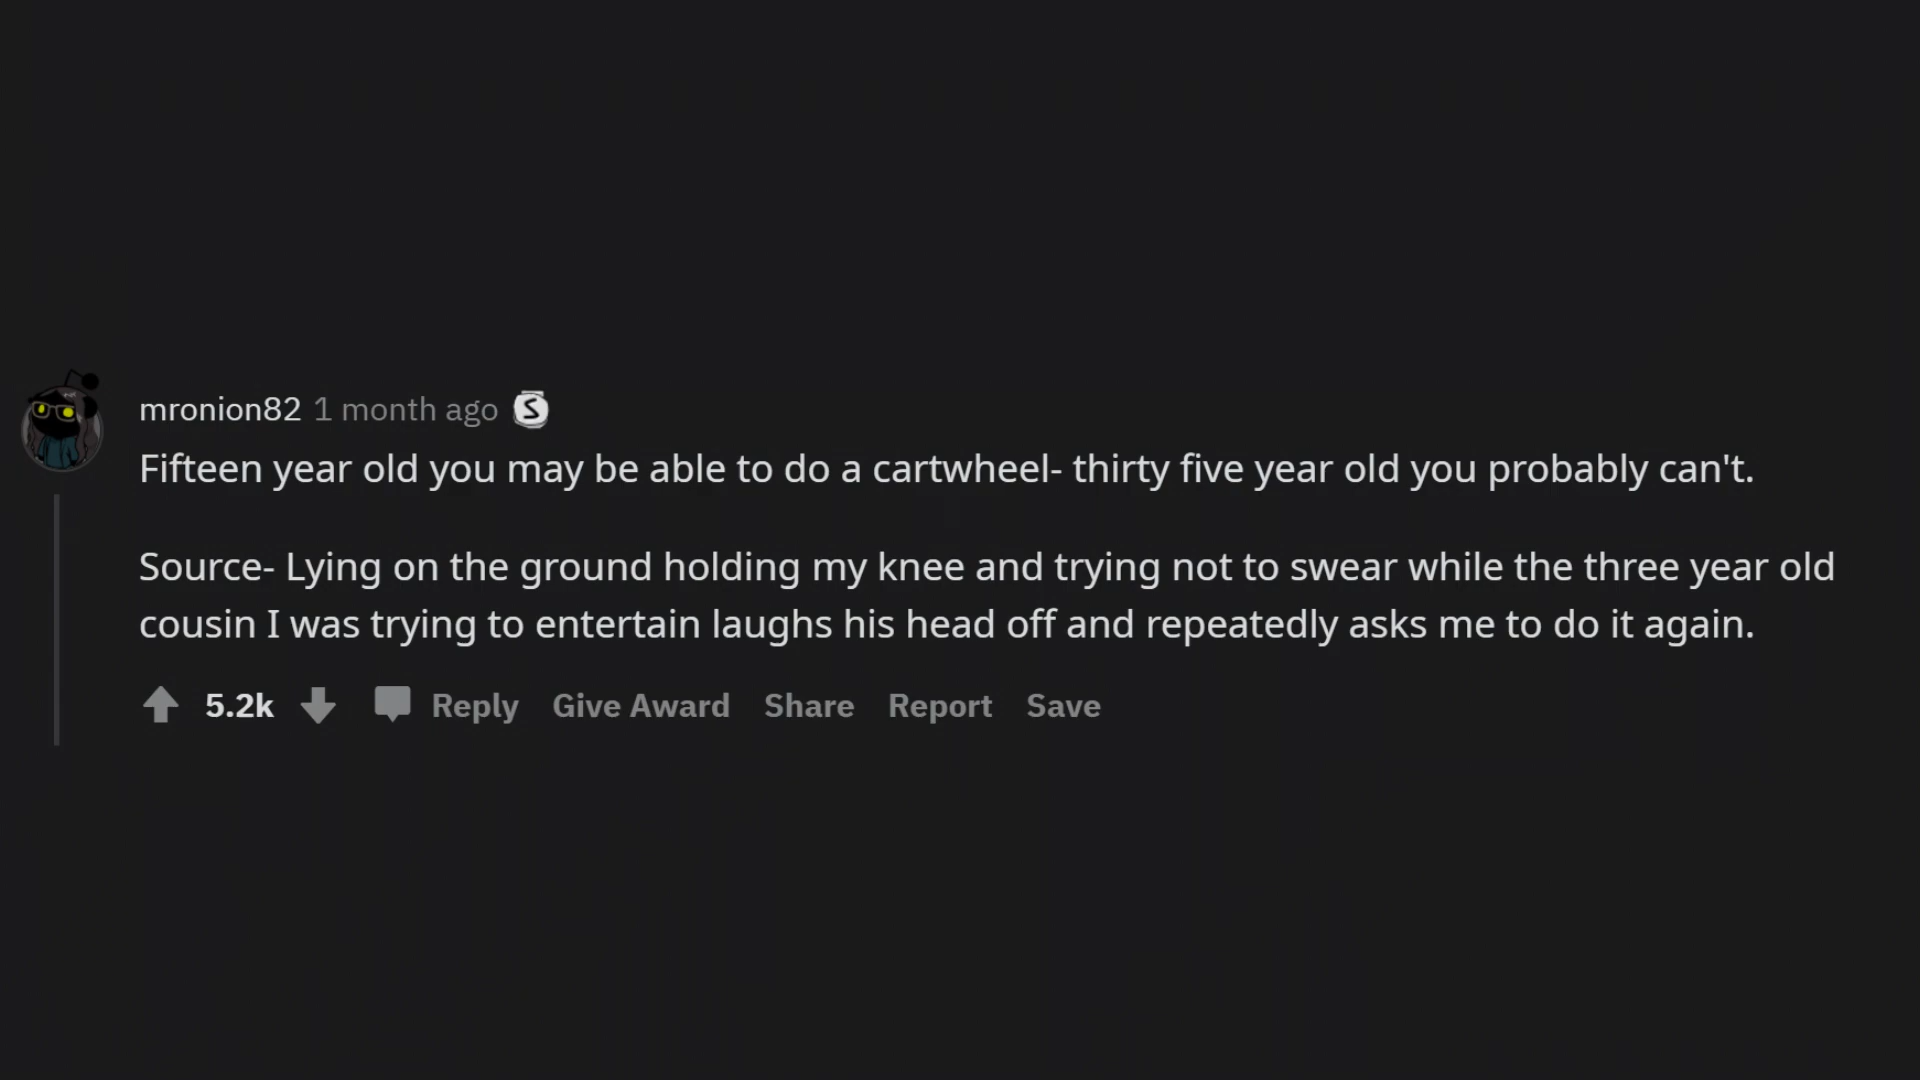 mronion82 1 month ago S
Fifteen year old you may be able to do a cartwheel- thirty five year old you probably can't.
Source- Lying on the ground holding my knee and trying not to swear while the three year old
cousin I was trying to entertain laughs his head off and repeatedly asks me to do it again.
5.2k Reply Give Award Share Report Save